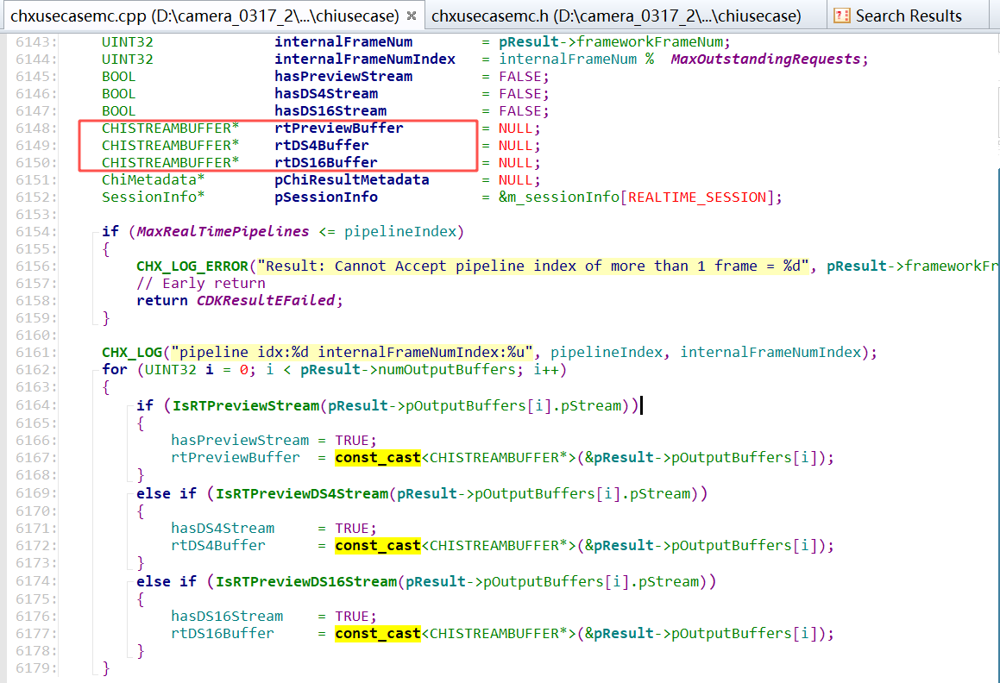 chxusecasemc.cpp (D:\camera_0317_2\...\chiusecase) × chxusecasemc.h (D:\camera_0317_2\...\chiusecase) Search Results
6143: UINT32 internalFrameNum = pResult->frameworkFrameNum;
6144: UINT32 internalFrameNumIndex = internalFrameNum % MaxOutstandingRequests;
6145: BOOL hasPreviewStream = FALSE;
6146: BOOL hasDS4Stream = FALSE;
6147: BOOL hasDS16Stream = FALSE;
6148: CHISTREAMBUFFER* rtPreviewBuffer = NULL;
6149: CHISTREAMBUFFER* rtDS4Buffer = NULL;
6150: CHISTREAMBUFFER* rtDS16Buffer = NULL;
6151: ChiMetadata* pChiResultMetadata = NULL;
6152: SessionInfo* pSessionInfo = &m_sessionInfo[REALTIME_SESSION];
6153:
6154: if (MaxRealTimePipelines <= pipelineIndex)
6155: {
6156: CHX_LOG_ERROR("Result: Cannot Accept pipeline index of more than 1 frame = %d", pResult->frameworkFr
6157: // Early return
6158: return CDKResultEFailed;
6159: }
6160:
6161: CHX_LOG("pipeline idx:%d internalFrameNumIndex:%u", pipelineIndex, internalFrameNumIndex);
6162: for (UINT32 i = 0; i < pResult->numOutputBuffers; i++)
6163: {
6164: if (IsRTPreviewStream(pResult->pOutputBuffers[i].pStream))
6165: {
6166: hasPreviewStream = TRUE;
6167: rtPreviewBuffer = const_cast<CHISTREAMBUFFER*>(&pResult->pOutputBuffers[i]);
6168: }
6169: else if (IsRTPreviewDS4Stream(pResult->pOutputBuffers[i].pStream))
6170: {
6171: hasDS4Stream = TRUE;
6172: rtDS4Buffer = const_cast<CHISTREAMBUFFER*>(&pResult->pOutputBuffers[i]);
6173: }
6174: else if (IsRTPreviewDS16Stream(pResult->pOutputBuffers[i].pStream))
6175: {
6176: hasDS16Stream = TRUE;
6177: rtDS16Buffer = const_cast<CHISTREAMBUFFER*>(&pResult->pOutputBuffers[i]);
6178: }
6179: }